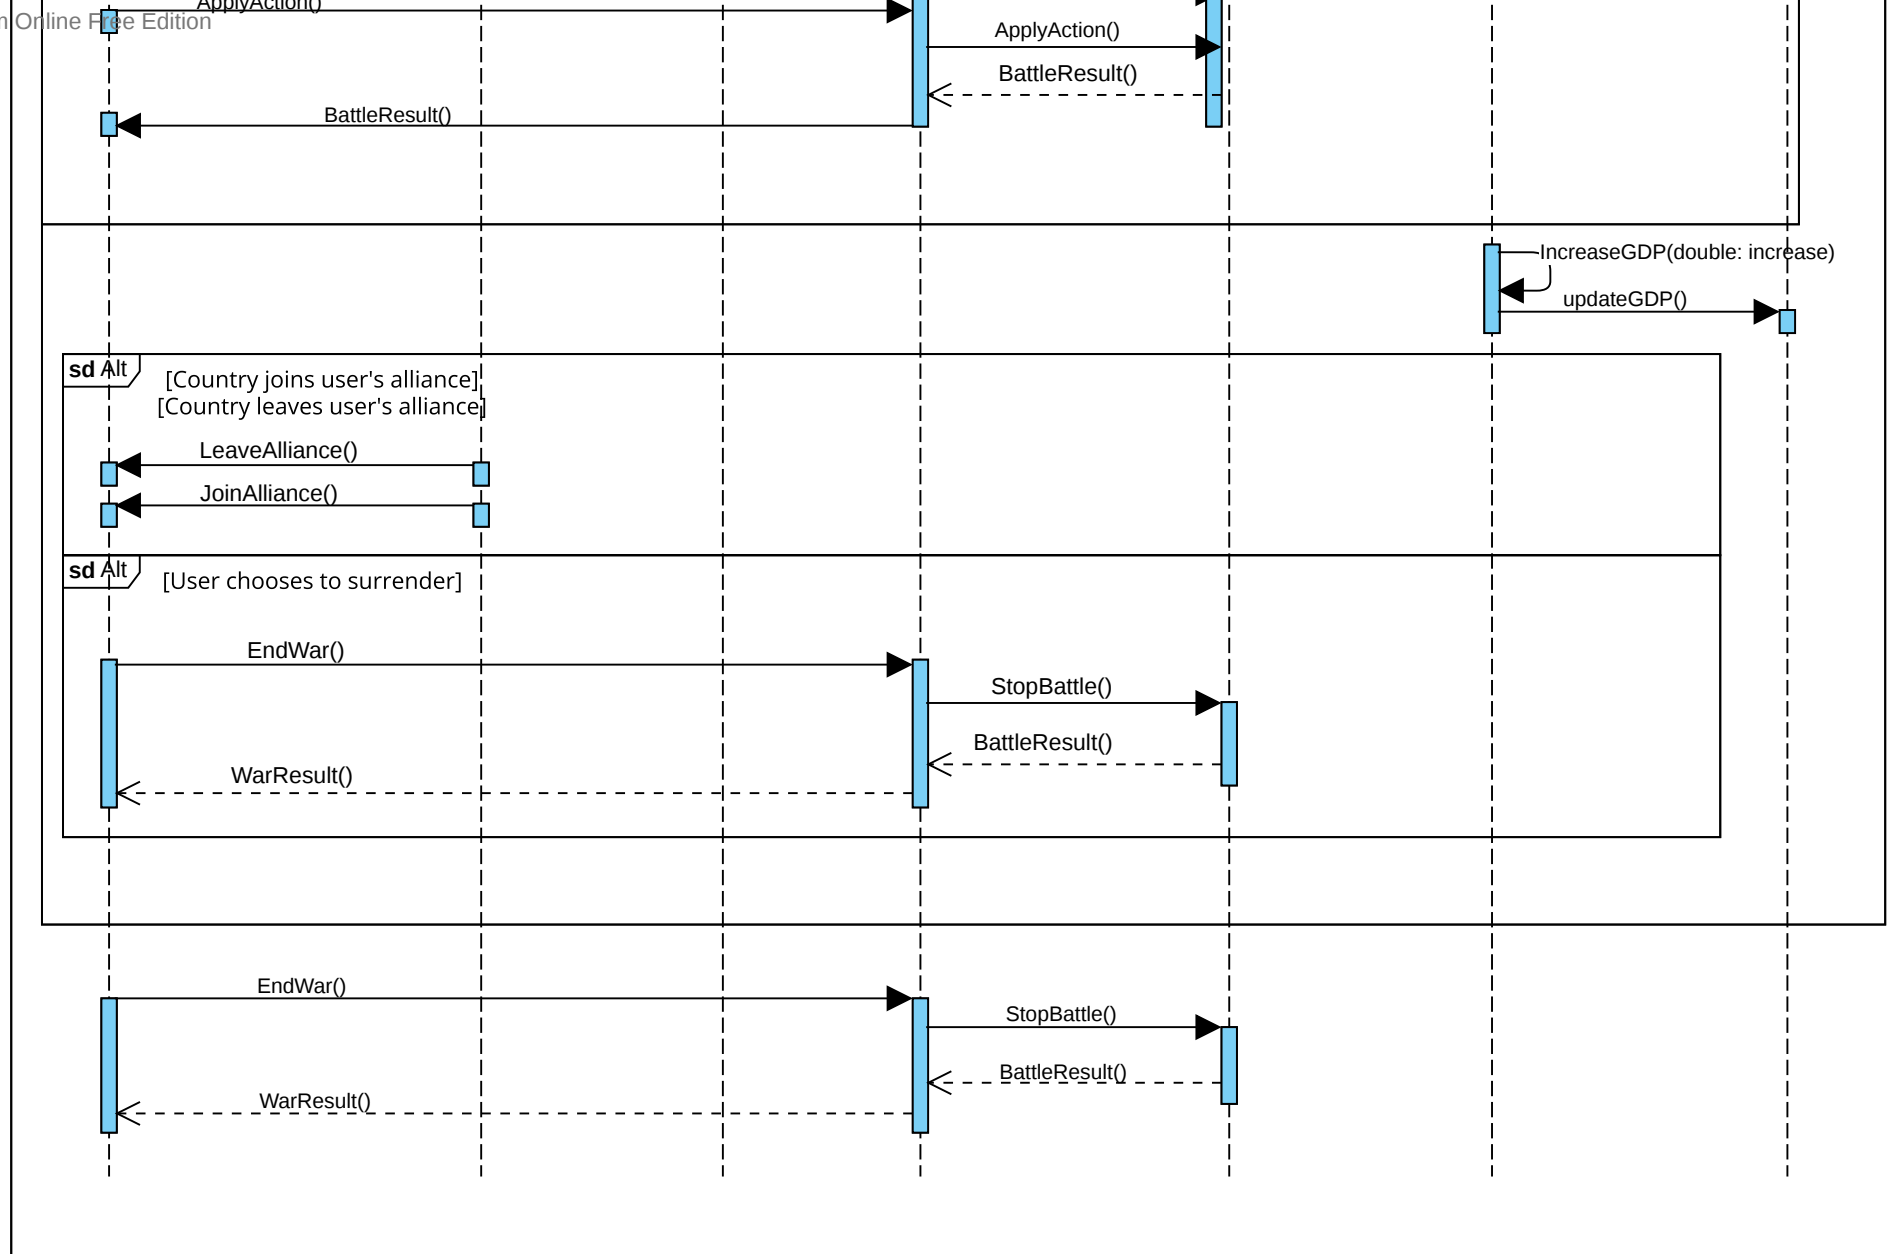 ApplyAction()
n Online Free Edition
ApplyAction()
BattleResult()
BattleResult()
IncreaseGDP(double: increase)
updateGDP()
sd Alt
[Country joins user's alliance]
[Country leaves user's alliance]
LeaveAlliance()
JoinAlliance()
sd Alt
[User chooses to surrender]
EndWar()
StopBattle()
BattleResult()
WarResult()
EndWar()
StopBattle()
BattleResult()
WarResult()